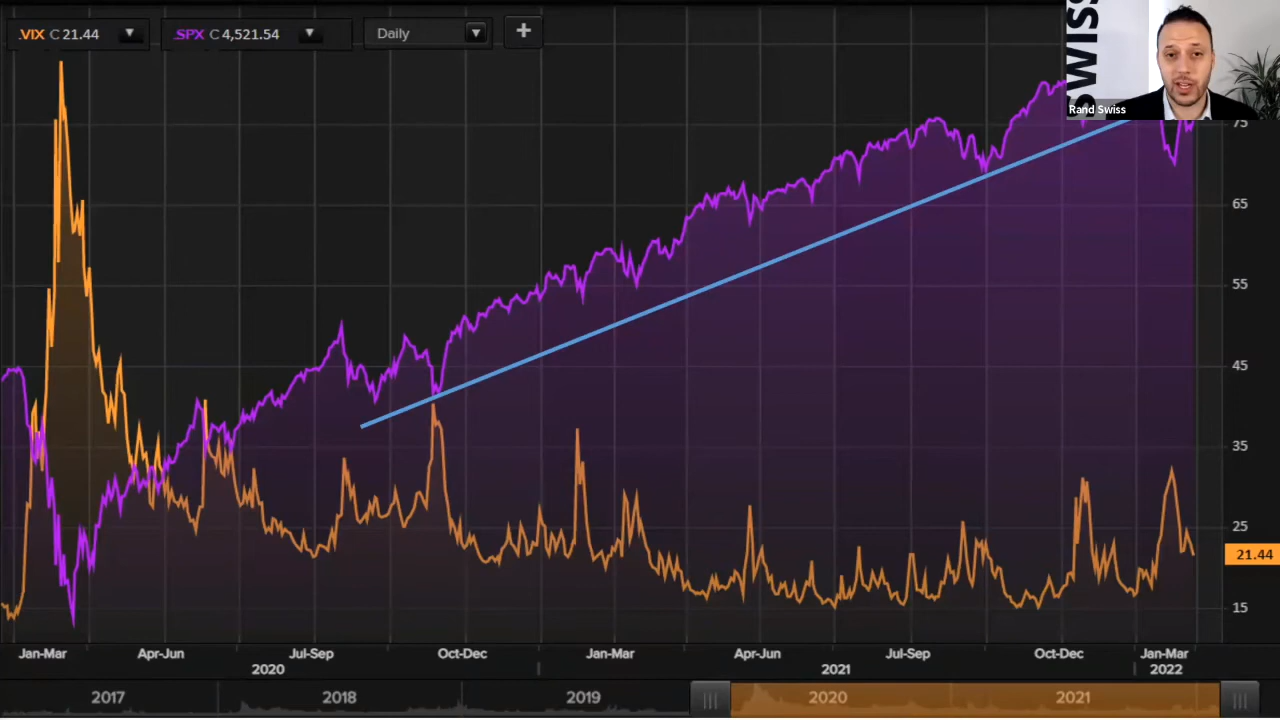 .VIX C 21.44
.SPX C 4,521.54
Daily
+
SWISS
Rand Swiss
75
65
55
45
35
25
21.44
15
Jan-Mar Apr-Jun Jul-Sep Oct-Dec Jan-Mar Apr-Jun Jul-Sep Oct-Dec Jan-Mar
2020 2021 2022
2017 2018 2019 2020 2021